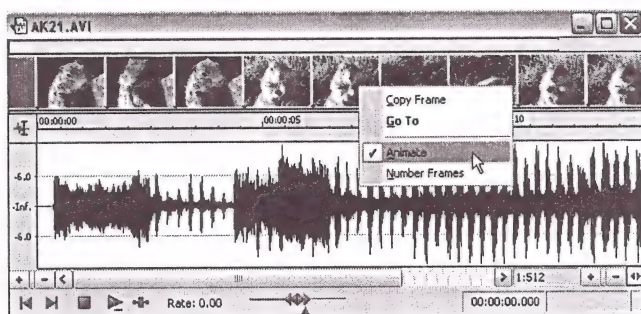 AK21.AVI
Copy Frame
Go To
Animate
Number Frames
00:00:00
,00:00:05
10
-6.0
-Inf.
-6.0
1:512
Rate: 0.00
00:00:00.000